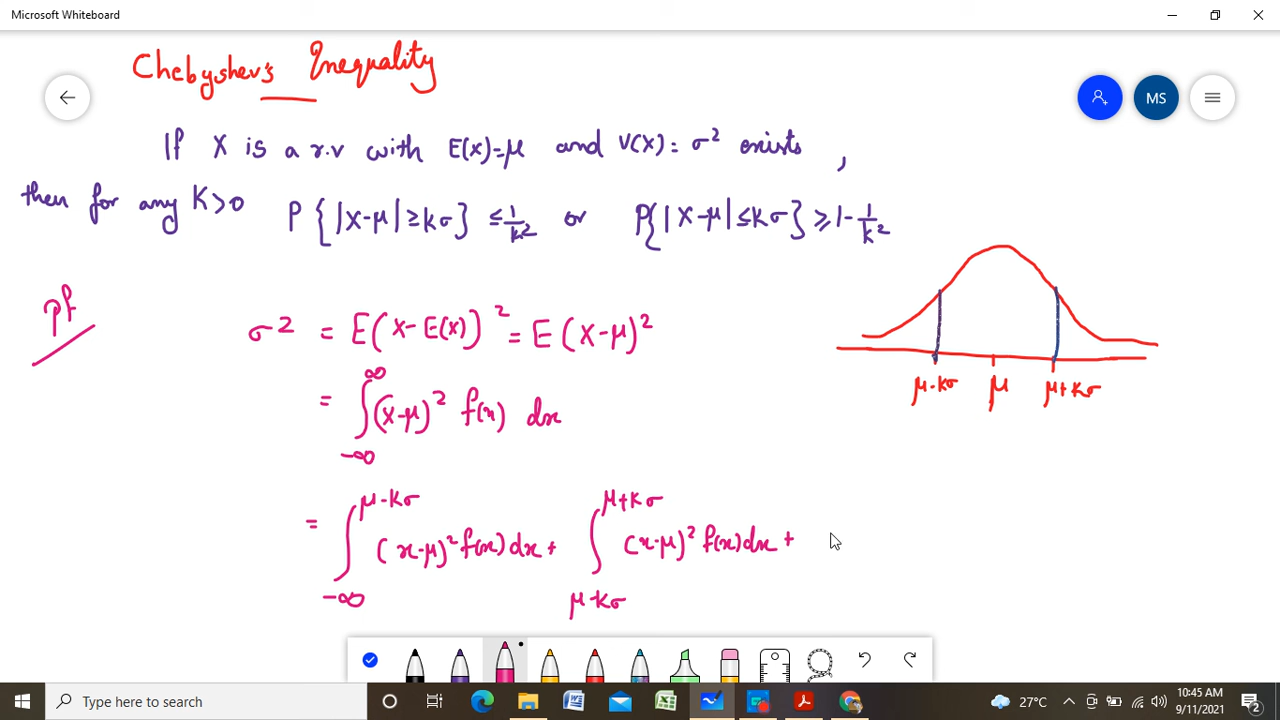 Microsoft Whiteboard
Chebyshev's Inequality
MS
If X is a r.v with E(x)=μ and V(X)= σ² exists,
then for any K>0 P{|X-μ|≥kσ} ≤ 1/k² or P{|X-μ|≤kσ} ≥ 1-1/k²
pf
σ² = E(X-E(x))² = E(x-μ)²
= ∫_{-∞}^{∞} (x-μ)² f(x) dx
μ-kσ μ μ+kσ
= ∫_{-∞}^{μ-kσ} (x-μ)² f(x) dx + ∫_{μ-kσ}^{μ+kσ} (x-μ)² f(x) dx +
Type here to search
27°C
10:45 AM
9/11/2021
2